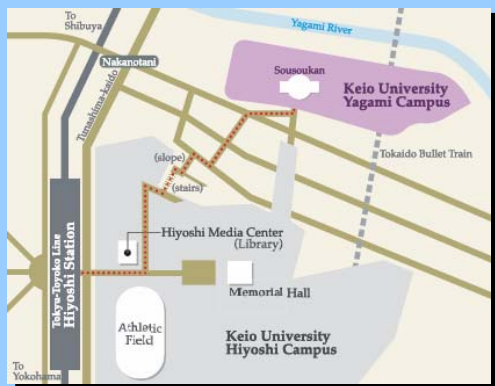 To
Shibuya
Yagami River
Nakanotani
Sousoukan
Keio University
Yagami Campus
Tsunashima-kaido
Tokaido Bullet Train
(slope)
(stairs)
Tokyu-Toyoko Line
Hiyoshi Station
Hiyoshi Media Center
(Library)
Memorial Hall
Athletic
Field
Keio University
Hiyoshi Campus
To
Yokohama